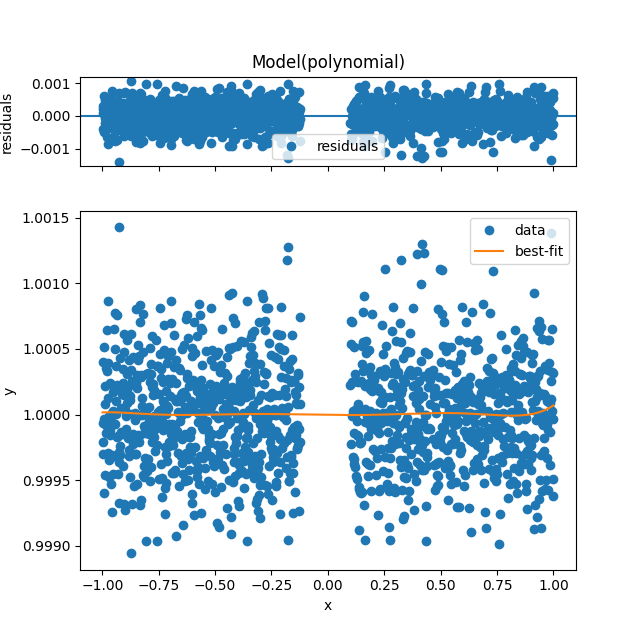 Model(polynomial)
0.001
0.000
−0.001
residuals
residuals
1.0015
1.0010
1.0005
1.0000
0.9995
0.9990
y
data
best-fit
−1.00 −0.75 −0.50 −0.25 0.00 0.25 0.50 0.75 1.00
x